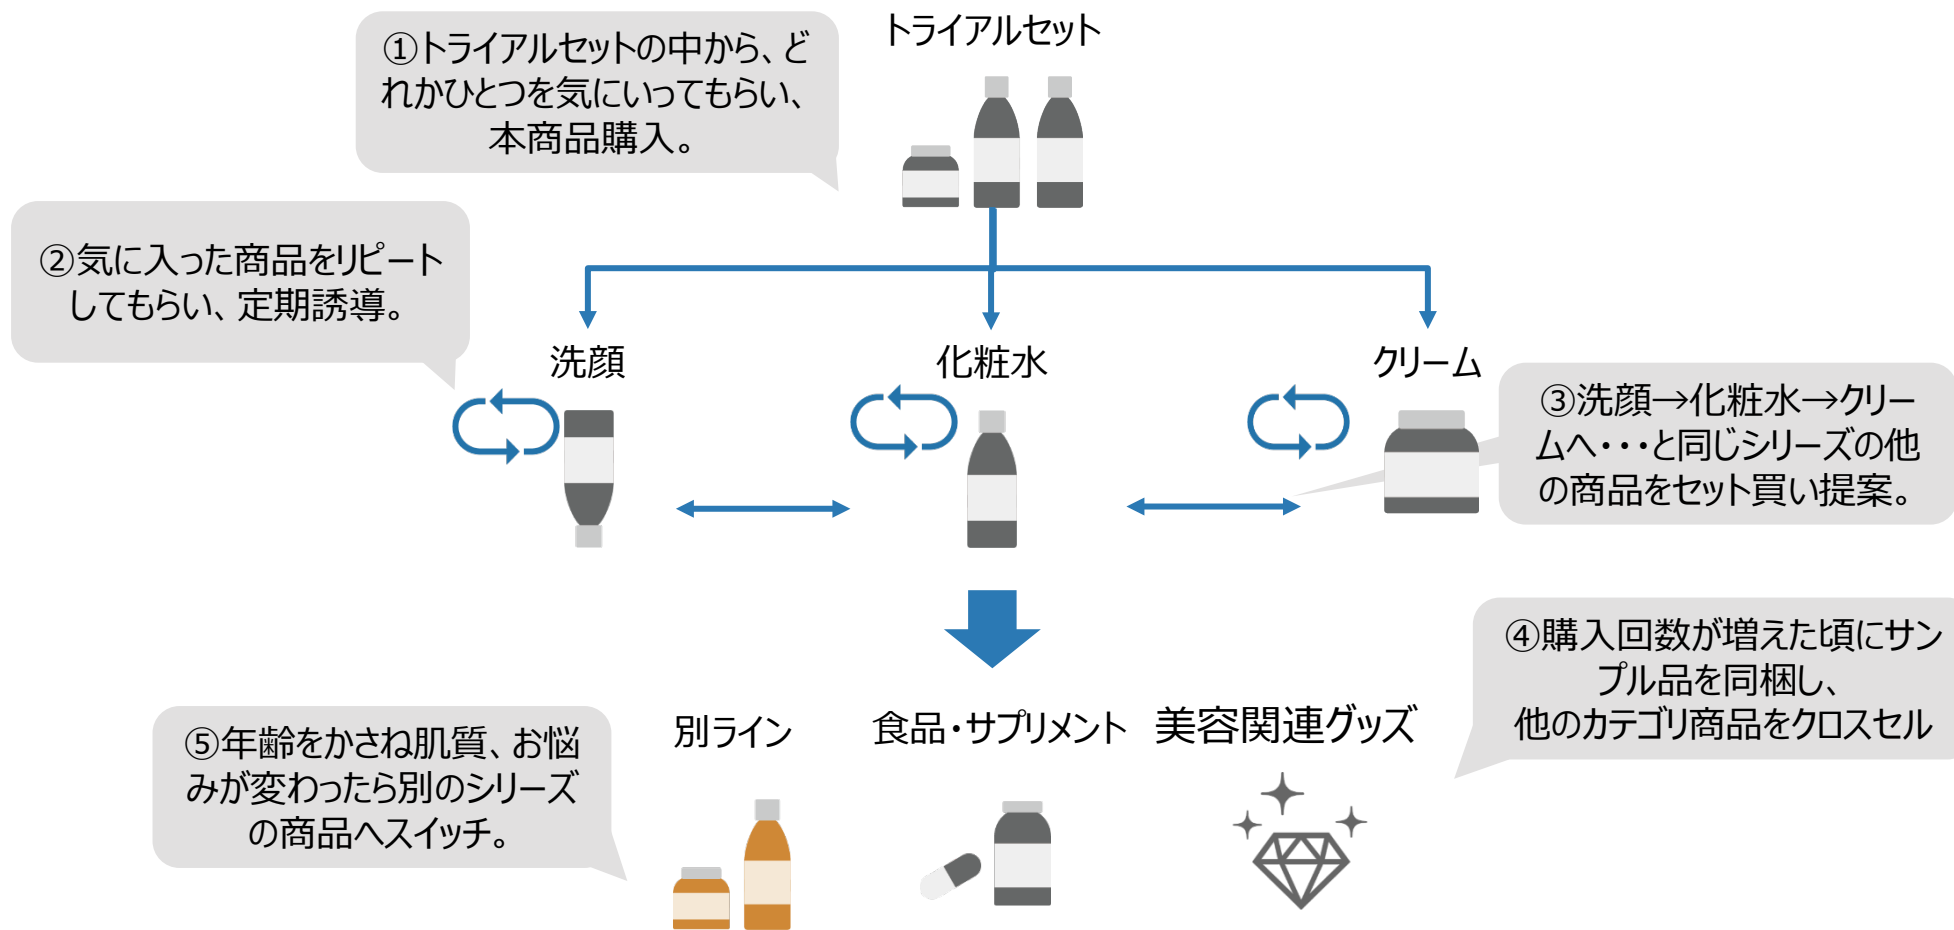 トライアルセット
①トライアルセットの中から、ど
れかひとつを気にいってもらい、
本商品購入。
②気に入った商品をリピート
してもらい、定期誘導。
洗顔
化粧水
クリーム
③洗顔→化粧水→クリー
ムへ・・・と同じシリーズの他
の商品をセット買い提案。
④購入回数が増えた頃にサン
プル品を同梱し、
他のカテゴリ商品をクロスセル
⑤年齢をかさね肌質、お悩
みが変わったら別のシリーズ
の商品へスイッチ。
別ライン
食品・サプリメント
美容関連グッズ